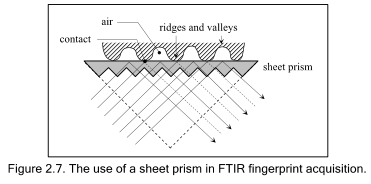 air
ridges and valleys
contact
sheet prism
Figure 2.7. The use of a sheet prism in FTIR fingerprint acquisition.